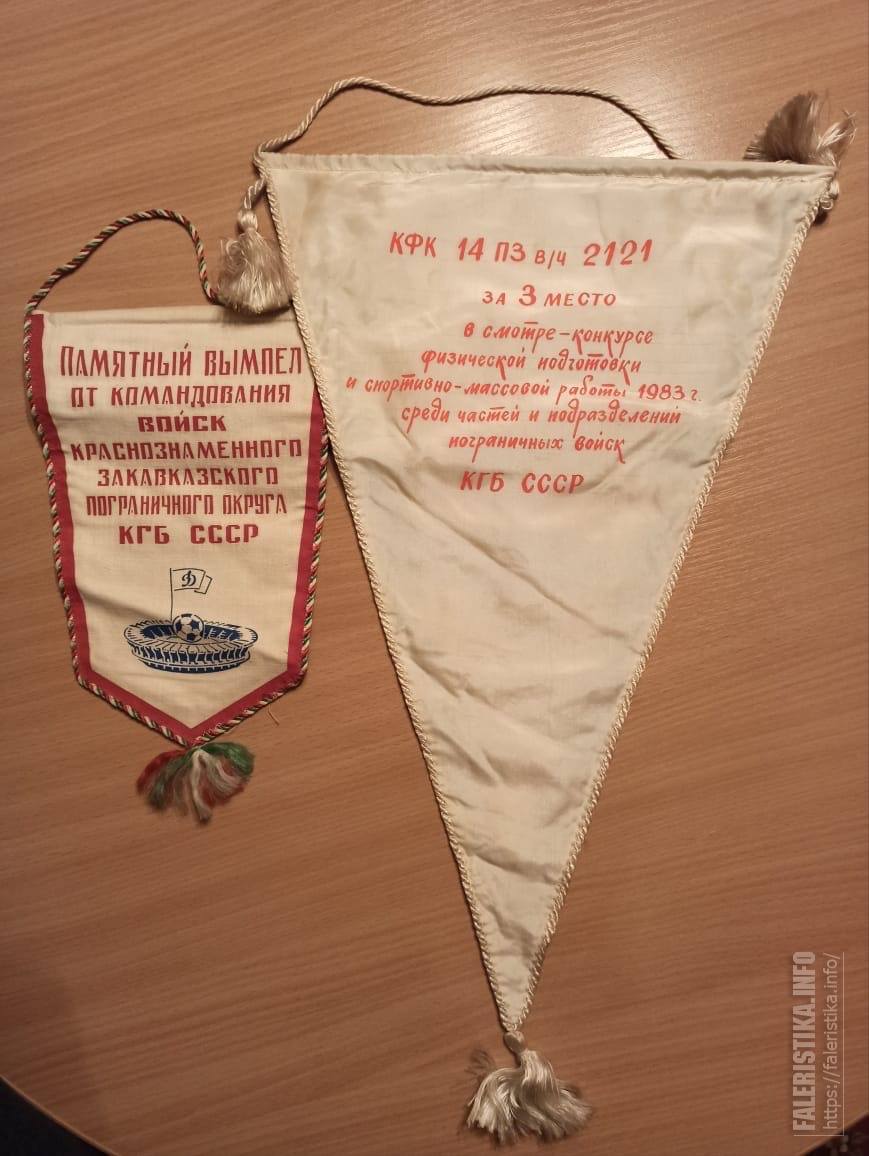 ПАМЯТНЫЙ ВЫМПЕЛ
ОТ КОМАНДОВАНИЯ
ВОЙСК
КРАСНОЗНАМЕННОГО
ЗАКАВКАЗСКОГО
ПОГРАНИЧНОГО ОКРУГА
КГБ СССР
Д
КФК 14 ПЗ в/ч 2121
ЗА 3 МЕСТО
в смотре-конкурсе
физической подготовки
и спортивно-массовой работы 1983 г.
среди частей и подразделений
пограничных войск
КГБ СССР
FALERISTIKA.INFO
https://faleristika.info/